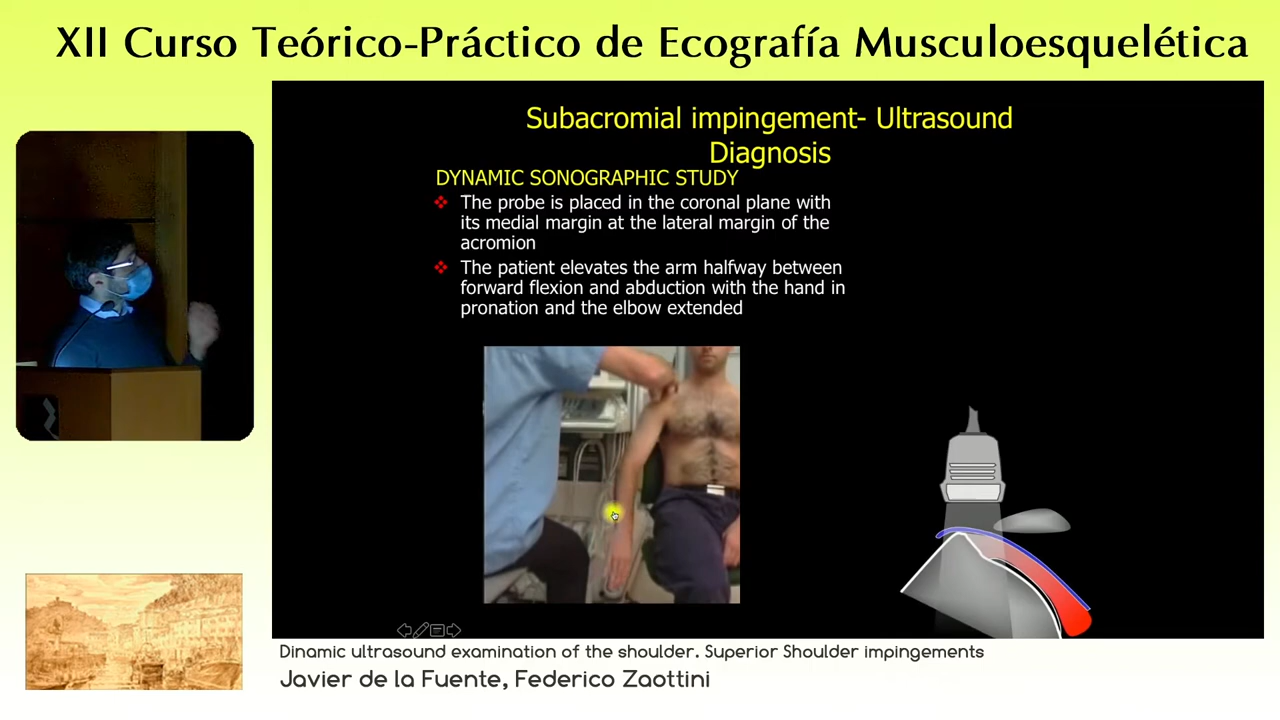 XII Curso Teórico-Práctico de Ecografía Musculoesquelética
Subacromial impingement- Ultrasound
Diagnosis
DYNAMIC SONOGRAPHIC STUDY
The probe is placed in the coronal plane with
its medial margin at the lateral margin of the
acromion
The patient elevates the arm halfway between
forward flexion and abduction with the hand in
pronation and the elbow extended
Dinamic ultrasound examination of the shoulder. Superior Shoulder impingements
Javier de la Fuente, Federico Zaottini